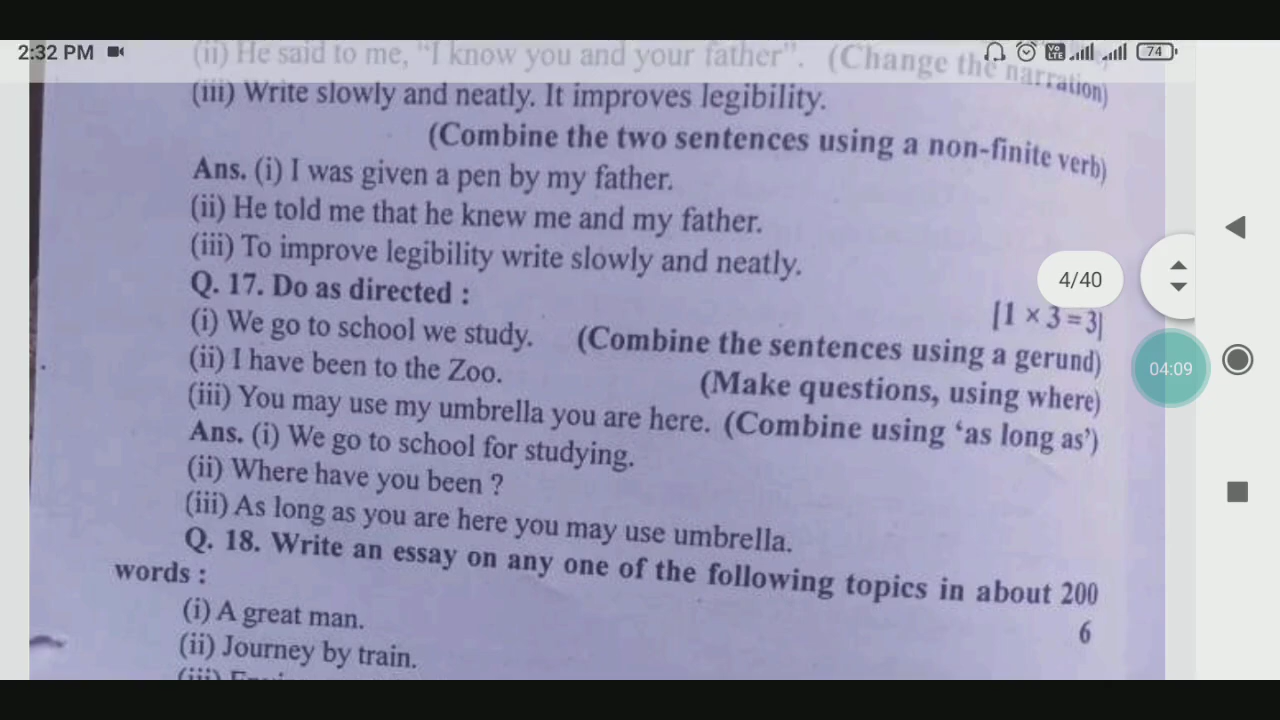 2:32 PM
74
(ii) He said to me, “I know you and your father”. (Change the narration)
(iii) Write slowly and neatly. It improves legibility.
(Combine the two sentences using a non-finite verb)
Ans. (i) I was given a pen by my father.
(ii) He told me that he knew me and my father.
(iii) To improve legibility write slowly and neatly.
4/40
Q. 17. Do as directed :
[1 × 3=3]
(i) We go to school we study. (Combine the sentences using a gerund)
(ii) I have been to the Zoo. (Make questions, using where)
04:09
(iii) You may use my umbrella you are here. (Combine using ‘as long as’)
Ans. (i) We go to school for studying.
(ii) Where have you been ?
(iii) As long as you are here you may use umbrella.
Q. 18. Write an essay on any one of the following topics in about 200
words :
6
(i) A great man.
(ii) Journey by train.